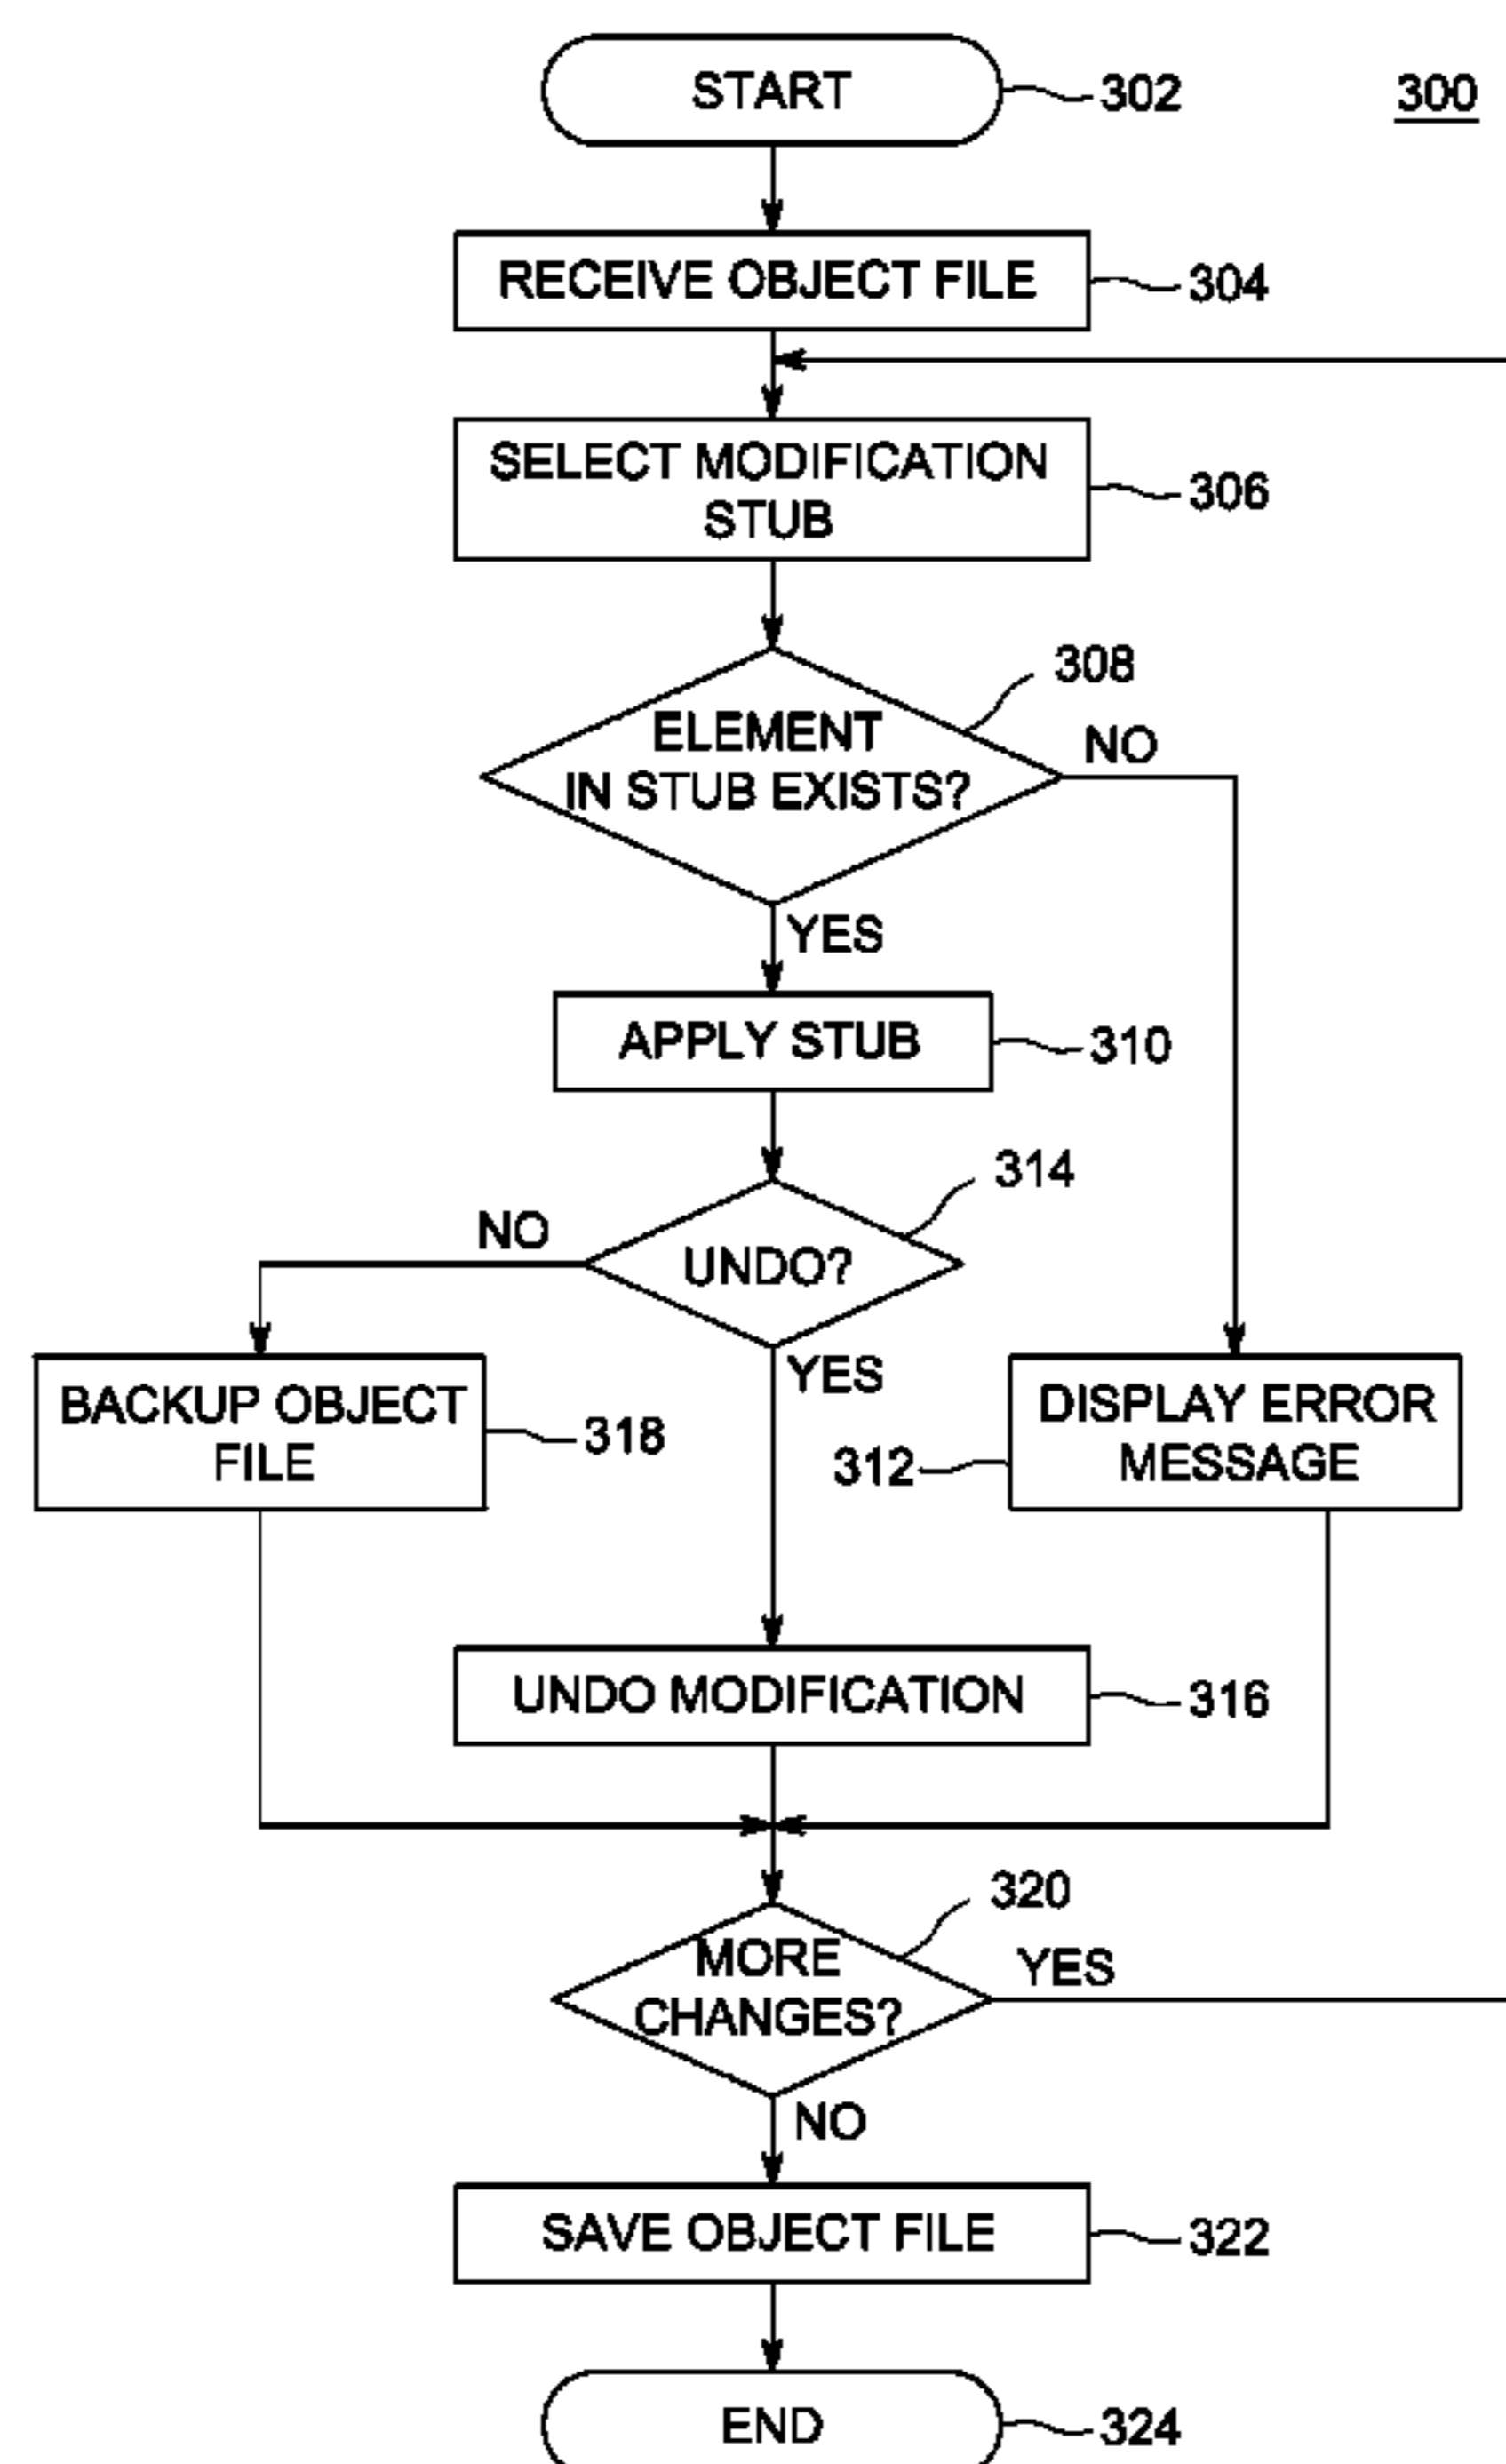 START
302
300
RECEIVE OBJECT FILE
304
SELECT MODIFICATION
STUB
306
308
ELEMENT
IN STUB EXISTS?
NO
YES
APPLY STUB
310
314
NO
UNDO?
YES
BACKUP OBJECT
FILE
318
312
DISPLAY ERROR
MESSAGE
UNDO MODIFICATION
316
320
MORE
CHANGES?
YES
NO
SAVE OBJECT FILE
322
END
324